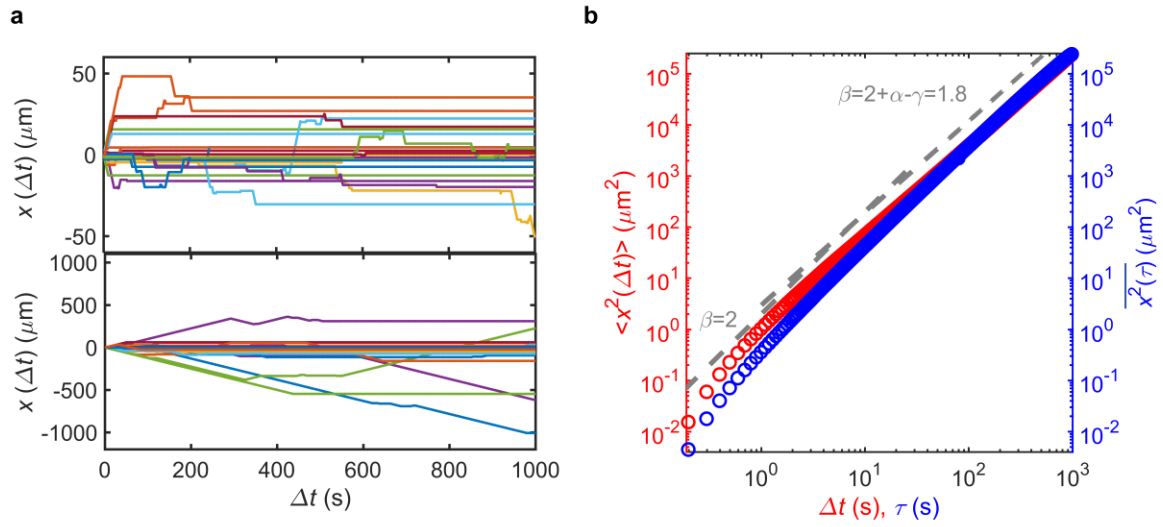 a
50
0
-50
x (Δt) (μm)
1000
500
0
-500
-1000
x (Δt) (μm)
0 200 400 600 800 1000
Δt (s)
b
10⁵
10⁴
10³
10²
10¹
10⁰
10⁻¹
10⁻²
<x²(Δt)> (μm²)
β=2+α-γ=1.8
β=2
10⁵
10⁴
10³
10²
10¹
10⁰
10⁻¹
10⁻²
x²(τ) (μm²)
10⁰ 10¹ 10² 10³
Δt (s), τ (s)